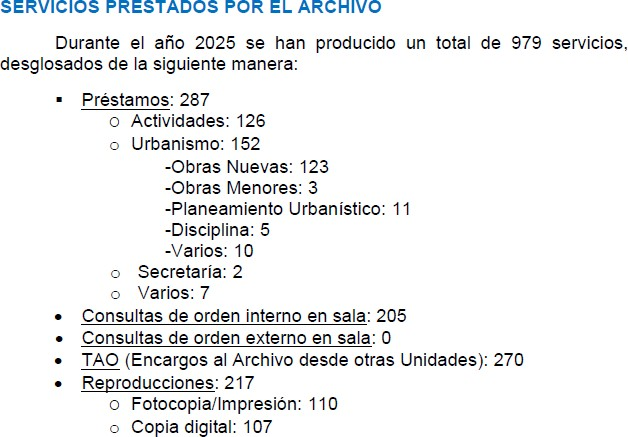 SERVICIOS PRESTADOS POR EL ARCHIVO
Durante el año 2025 se han producido un total de 979 servicios,
desglosados de la siguiente manera:
▪ Préstamos: 287
o Actividades: 126
o Urbanismo: 152
-Obras Nuevas: 123
-Obras Menores: 3
-Planeamiento Urbanístico: 11
-Disciplina: 5
-Varios: 10
o Secretaría: 2
o Varios: 7
• Consultas de orden interno en sala: 205
• Consultas de orden externo en sala: 0
• TAO (Encargos al Archivo desde otras Unidades): 270
• Reproducciones: 217
o Fotocopia/Impresión: 110
o Copia digital: 107